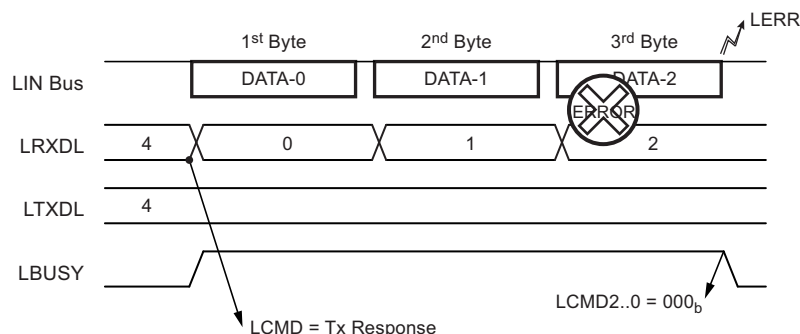 LERR
1st Byte 2nd Byte 3rd Byte
LIN Bus DATA-0 DATA-1 DATA-2
ERROR
LRXDL 4 0 1 2
LTXDL 4
LBUSY
LCMD2..0 = 000b
LCMD = Tx Response